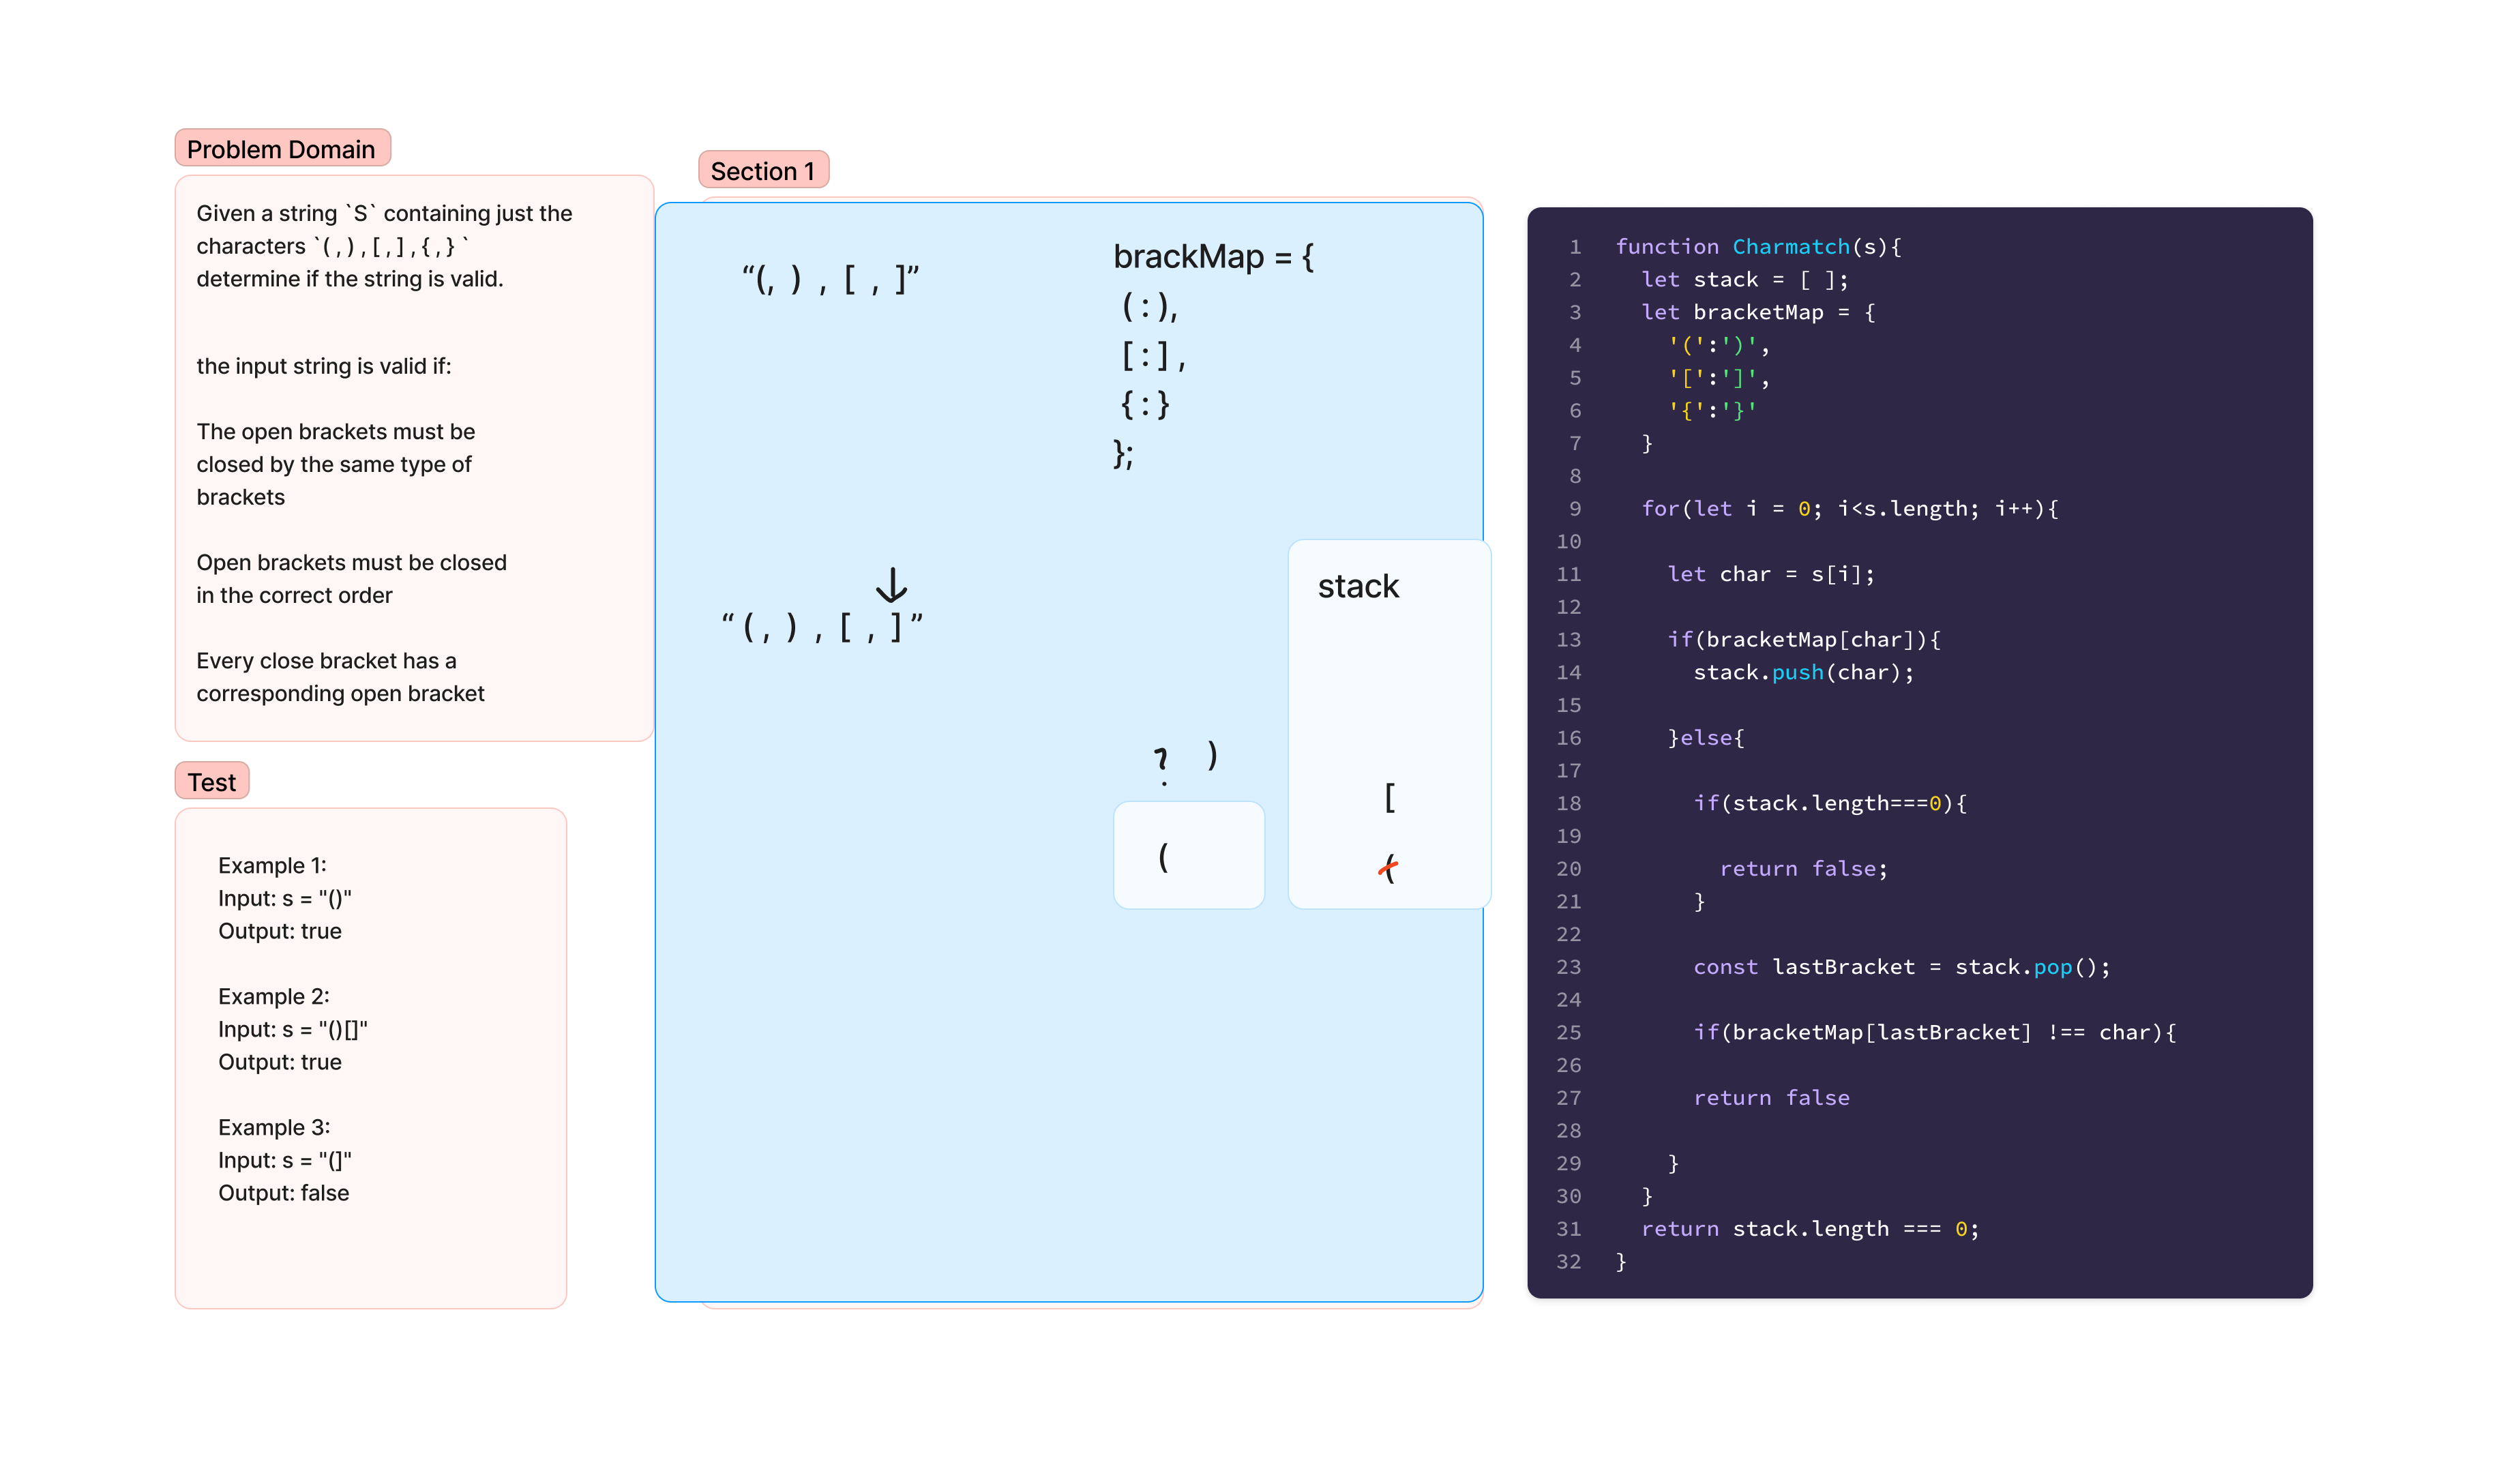 Problem Domain
Given a string `S` containing just the
characters `( , ) , [ , ] , { , } `
determine if the string is valid.
the input string is valid if:
The open brackets must be
closed by the same type of
brackets
Open brackets must be closed
in the correct order
Every close bracket has a
corresponding open bracket
Test
Example 1:
Input: s = "()"
Output: true
Example 2:
Input: s = "()[]"
Output: true
Example 3:
Input: s = "(]"
Output: false
Section 1
“(, ) , [ , ]”
brackMap = {
( : ),
[ : ] ,
{ : }
};
“ ( , ) , [ , ] ”
stack
? )
[
(
(
1 function Charmatch(s){
2 let stack = [ ];
3 let bracketMap = {
4 '(':')',
5 '[':']',
6 '{':'}'
7 }
8
9 for(let i = 0; i<s.length; i++){
10
11 let char = s[i];
12
13 if(bracketMap[char]){
14 stack.push(char);
15
16 }else{
17
18 if(stack.length===0){
19
20 return false;
21 }
22
23 const lastBracket = stack.pop();
24
25 if(bracketMap[lastBracket] !== char){
26
27 return false
28
29 }
30 }
31 return stack.length === 0;
32 }